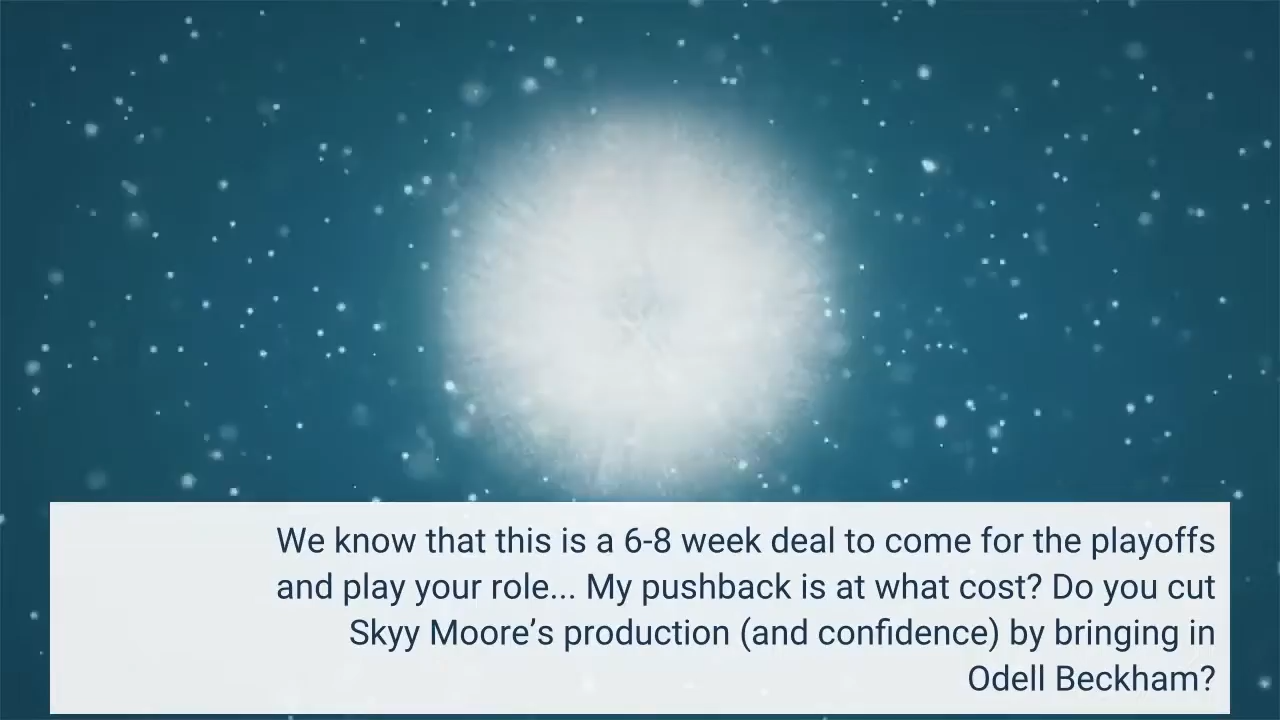 We know that this is a 6-8 week deal to come for the playoffs
and play your role... My pushback is at what cost? Do you cut
Skyy Moore’s production (and confidence) by bringing in
Odell Beckham?